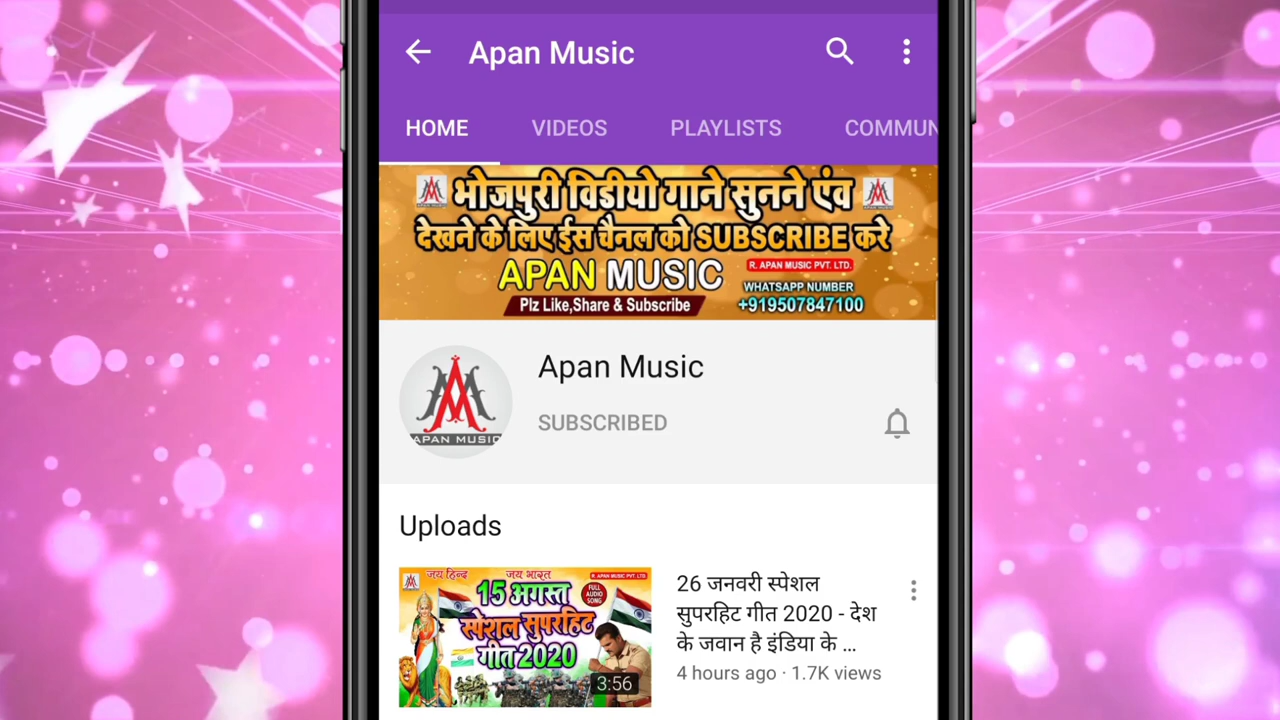 Apan Music
HOME VIDEOS PLAYLISTS COMMUN
भोजपुरी विडीयो गाने सुनने एंव
देखने के लिए ईस चैनल को SUBSCRIBE करे
APAN MUSIC
R. APAN MUSIC PVT. LTD.
WHATSAPP NUMBER
Plz Like,Share & Subscribe
+919507847100
Apan Music
SUBSCRIBED
APAN MUSIC
Uploads
जय हिन्द जय भारत
R. APAN MUSIC PVT. LTD
15 अगस्त
FULL
AUDIO
SONG
स्पेशल सुपरहिट
गीत 2020
3:56
26 जनवरी स्पेशल
सुपरहिट गीत 2020 - देश
के जवान है इंडिया के ...
4 hours ago · 1.7K views